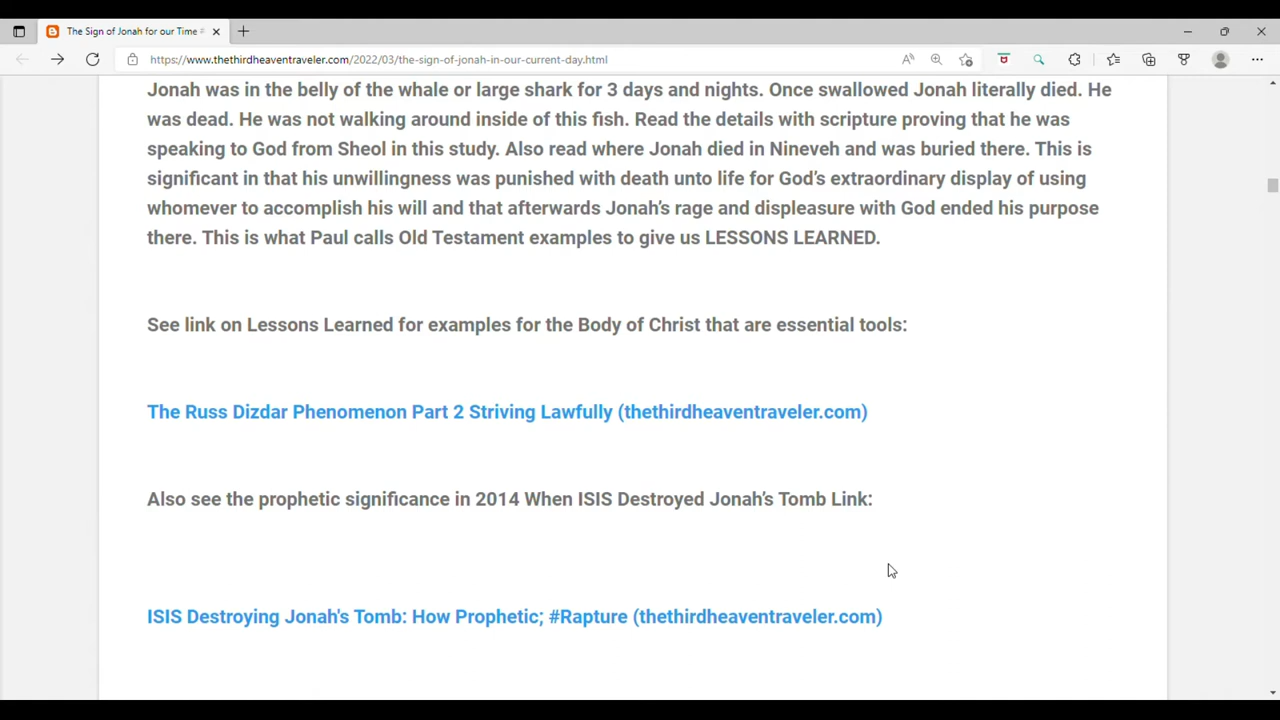 The Sign of Jonah for our Time
https://www.thethirdheaventraveler.com/2022/03/the-sign-of-jonah-in-our-current-day.html
Jonah was in the belly of the whale or large shark for 3 days and nights. Once swallowed Jonah literally died. He
was dead. He was not walking around inside of this fish. Read the details with scripture proving that he was
speaking to God from Sheol in this study. Also read where Jonah died in Nineveh and was buried there. This is
significant in that his unwillingness was punished with death unto life for God’s extraordinary display of using
whomever to accomplish his will and that afterwards Jonah’s rage and displeasure with God ended his purpose
there. This is what Paul calls Old Testament examples to give us LESSONS LEARNED.
See link on Lessons Learned for examples for the Body of Christ that are essential tools:
The Russ Dizdar Phenomenon Part 2 Striving Lawfully (thethirdheaventraveler.com)
Also see the prophetic significance in 2014 When ISIS Destroyed Jonah’s Tomb Link:
ISIS Destroying Jonah's Tomb: How Prophetic; #Rapture (thethirdheaventraveler.com)